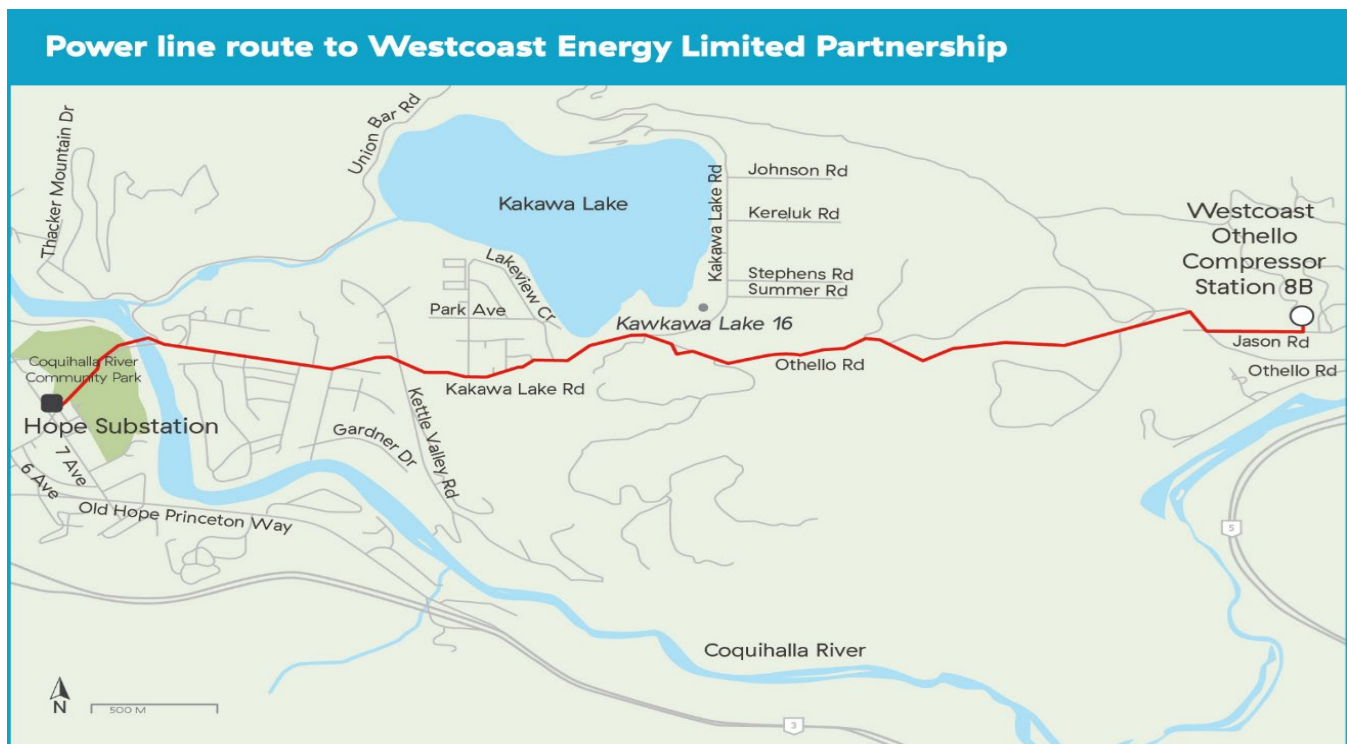 Power line route to Westcoast Energy Limited Partnership
Thacker Mountain Dr
Union Bar Rd
Kakawa Lake
Kakawa Lake Rd
Johnson Rd
Kereluk Rd
Stephens Rd
Summer Rd
Westcoast
Othello
Compressor
Station 8B
Lakeview Cr
Park Ave
Kawkawa Lake 16
Jason Rd
Othello Rd
Othello Rd
Coquihalla River
Community Park
Kakawa Lake Rd
Hope Substation
Kettle Valley Rd
Gardner Dr
7 Ave
6 Ave
Old Hope Princeton Way
5
Coquihalla River
N
500 M
3